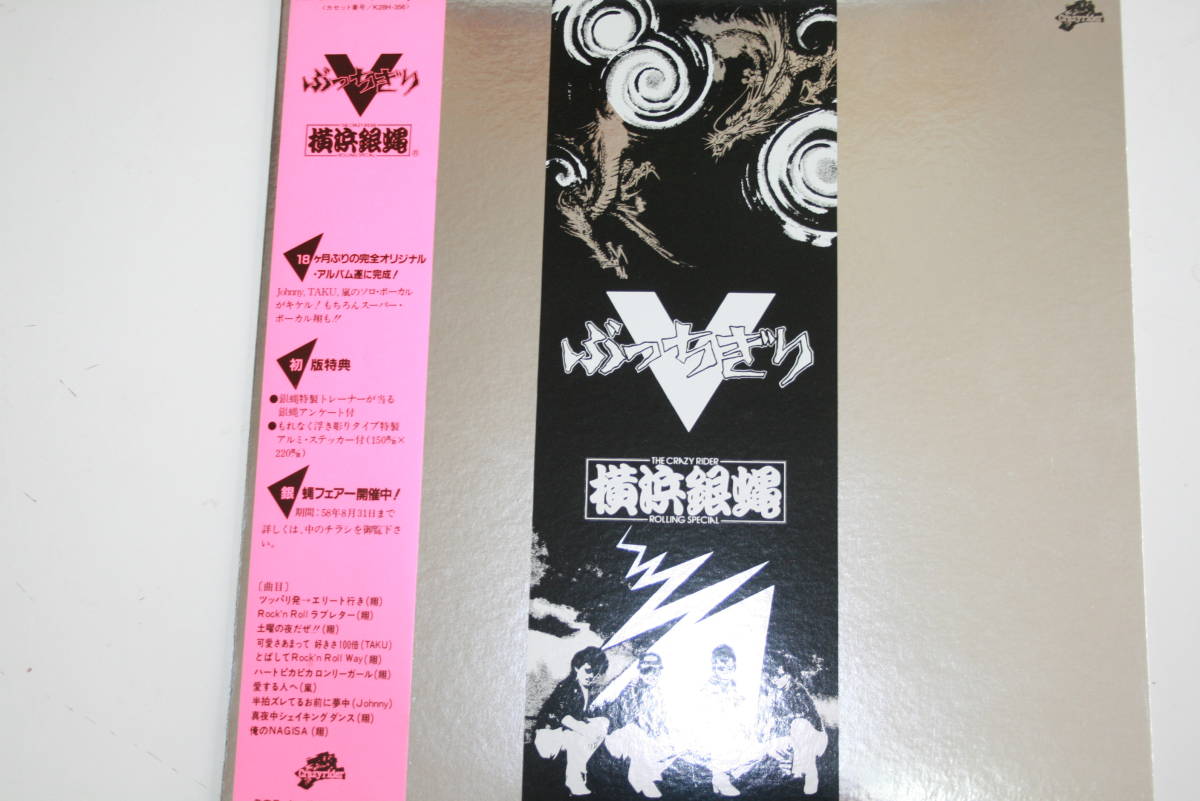 (カセット番号/K28H-356)
ぶっちぎり
V
THE CRAZY RIDER
横浜銀蝿®
ROLLING SPECIAL
18ヶ月ぶりの完全オリジナル
・アルバム遂に完成!
Johnny, TAKU, 嵐のソロ・ボーカル
がキケル! もちろんスーパー・
ボーカル翔も!!
初版特典
●銀蝿特製トレーナーが当る
銀蝿アンケート付
●もれなく浮き彫りタイプ特製
アルミ・ステッカー付(150㎜×
220㎜)
銀蝿フェアー開催中!
期間:58年8月31日まで
詳しくは、中のチラシを御覧下さ
い。
〔曲目〕
ツッパリ発→エリート行き(翔)
Rock'n Roll ラブレター(翔)
土曜の夜だぜ!!(翔)
可愛さあまって 好きさ100倍(TAKU)
とばしてRock'n Roll Way(翔)
ハートピカピカ ロンリーガール(翔)
愛する人へ(嵐)
半拍ズレてるお前に夢中(Johnny)
真夜中シェイキングダンス(翔)
俺のNAGISA(翔)
Crazyrider
V
ぶっちぎり
THE CRAZY RIDER
横浜銀蝿
ROLLING SPECIAL
Crazyrider